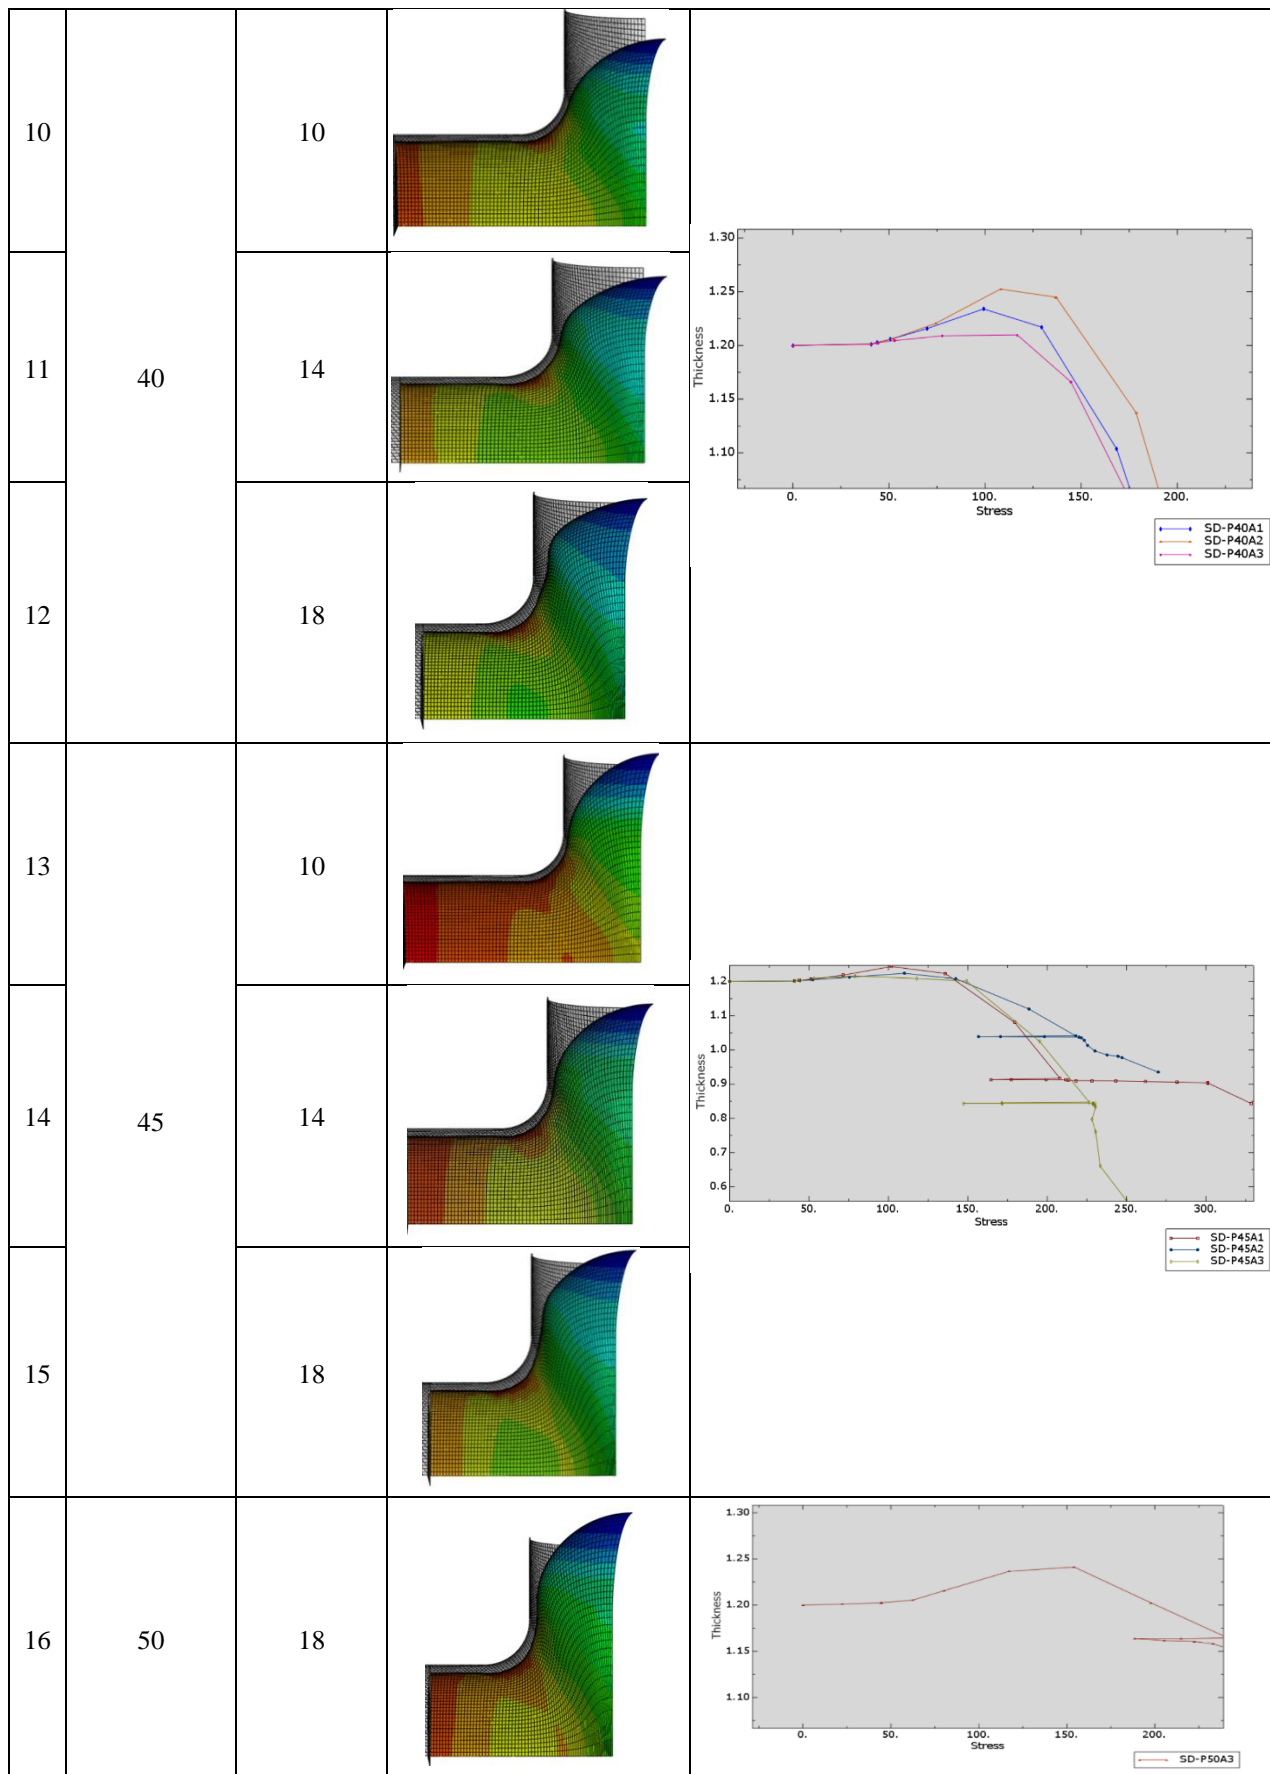 10
10
11
40
14
12
18
1.30
1.25
1.20
1.15
1.10
Thickness
0. 50. 100. 150. 200.
Stress
SD-P40A1
SD-P40A2
SD-P40A3
13
10
14
45
14
15
18
1.2
1.1
1.0
0.9
0.8
0.7
0.6
Thickness
0. 50. 100. 150. 200. 250. 300.
Stress
SD-P45A1
SD-P45A2
SD-P45A3
16
50
18
1.30
1.25
1.20
1.15
1.10
Thickness
0. 50. 100. 150. 200.
Stress
SD-P50A3